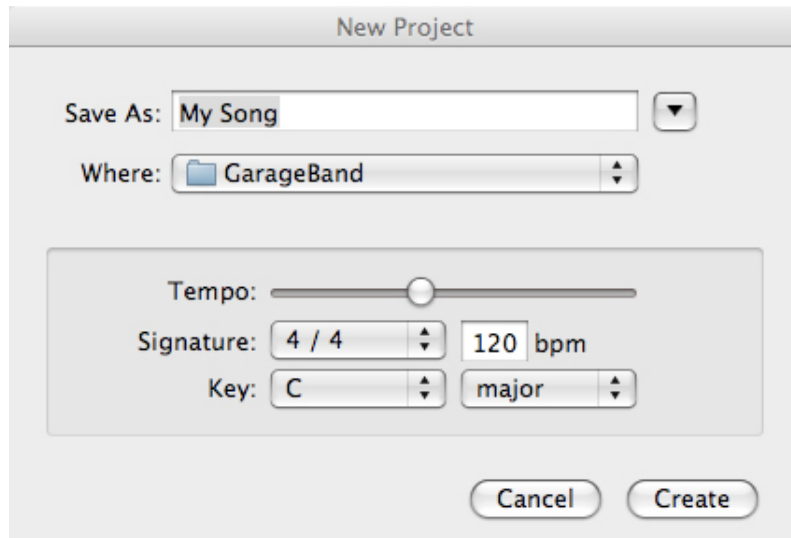 New Project
Save As: My Song
Where: GarageBand
Tempo:
Signature: 4 / 4 120 bpm
Key: C major
Cancel Create